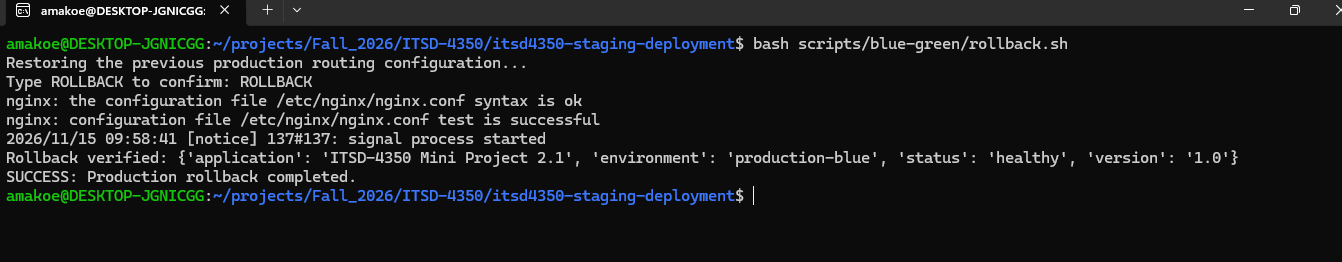 amakoe@DESKTOP-JGNICGG:
amakoe@DESKTOP-JGNICGG:~/projects/Fall_2026/ITSD-4350/itsd4350-staging-deployment$ bash scripts/blue-green/rollback.sh
Restoring the previous production routing configuration...
Type ROLLBACK to confirm: ROLLBACK
nginx: the configuration file /etc/nginx/nginx.conf syntax is ok
nginx: configuration file /etc/nginx/nginx.conf test is successful
2026/11/15 09:58:41 [notice] 137#137: signal process started
Rollback verified: {'application': 'ITSD-4350 Mini Project 2.1', 'environment': 'production-blue', 'status': 'healthy', 'version': '1.0'}
SUCCESS: Production rollback completed.
amakoe@DESKTOP-JGNICGG:~/projects/Fall_2026/ITSD-4350/itsd4350-staging-deployment$